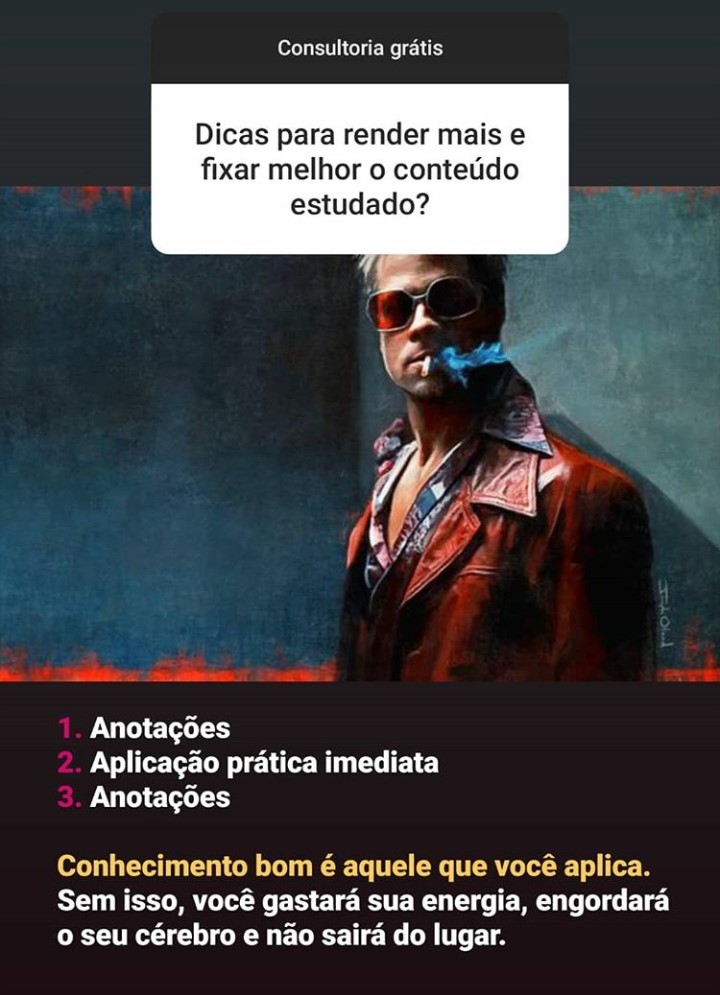 Consultoria grátis
Dicas para render mais e
fixar melhor o conteúdo
estudado?
1. Anotações
2. Aplicação prática imediata
3. Anotações
Conhecimento bom é aquele que você aplica.
Sem isso, você gastará sua energia, engordará
o seu cérebro e não sairá do lugar.